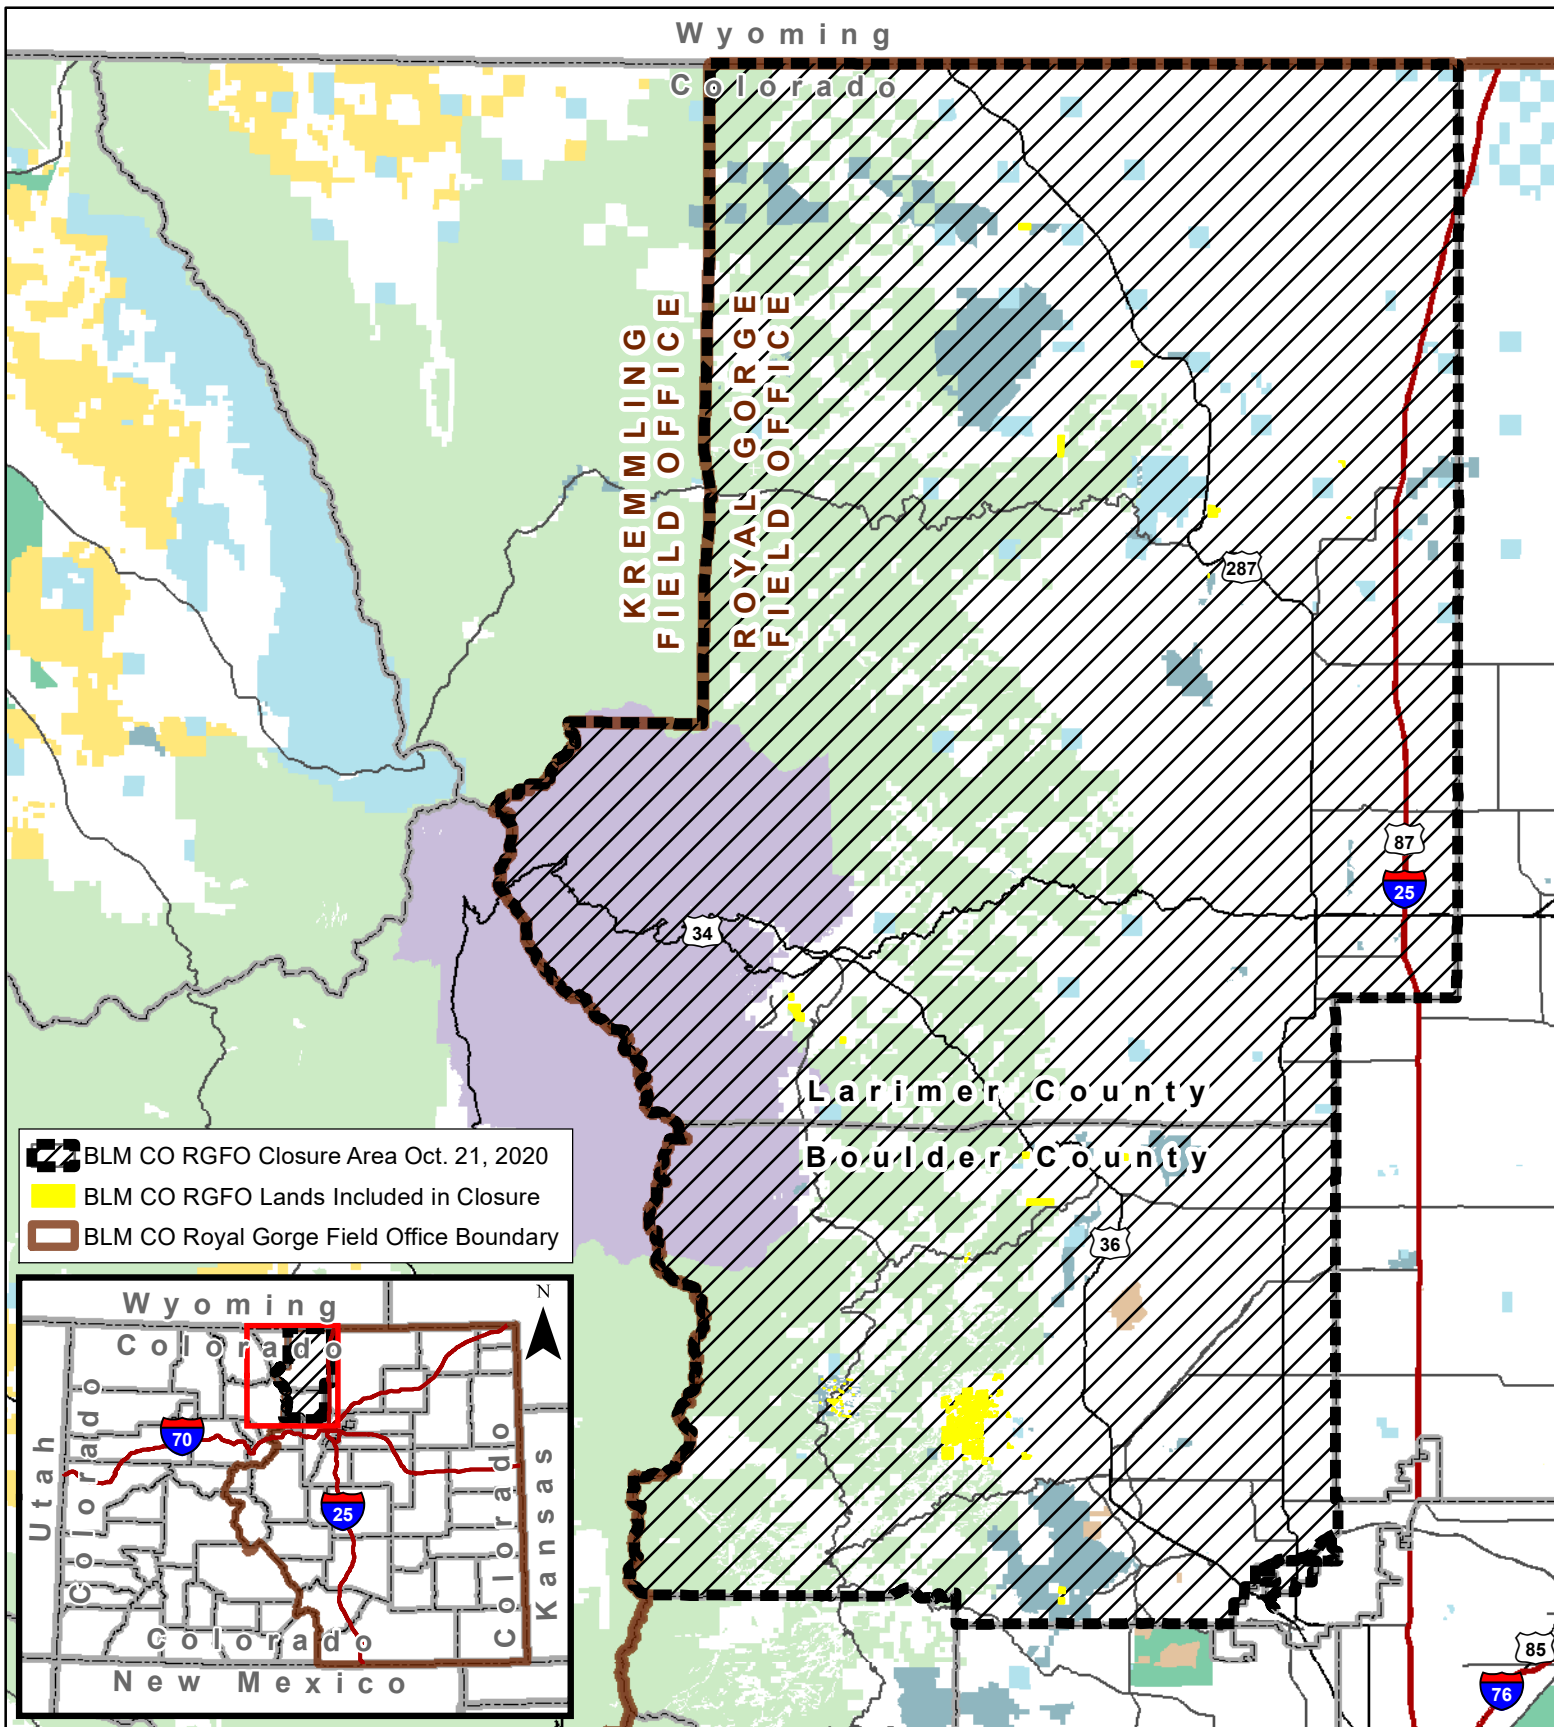 Wyoming
Colorado
KREMMLING
FIELD OFFICE
ROYAL GORGE
FIELD OFFICE
287
87
25
34
Larimer County
Boulder County
36
85
76
BLM CO RGFO Closure Area Oct. 21, 2020
BLM CO RGFO Lands Included in Closure
BLM CO Royal Gorge Field Office Boundary
N
Wyoming
Colorado
Utah
Colorado
70
25
Colorado
Kansas
Colorado
New Mexico